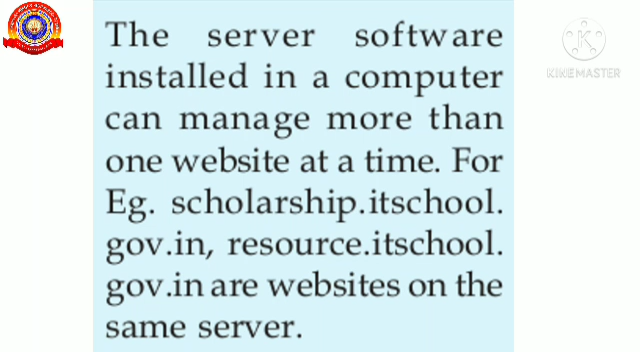 The server software
installed in a computer
can manage more than
one website at a time. For
Eg. scholarship.itschool.
gov.in, resource.itschool.
gov.in are websites on the
same server.
KINEMASTER